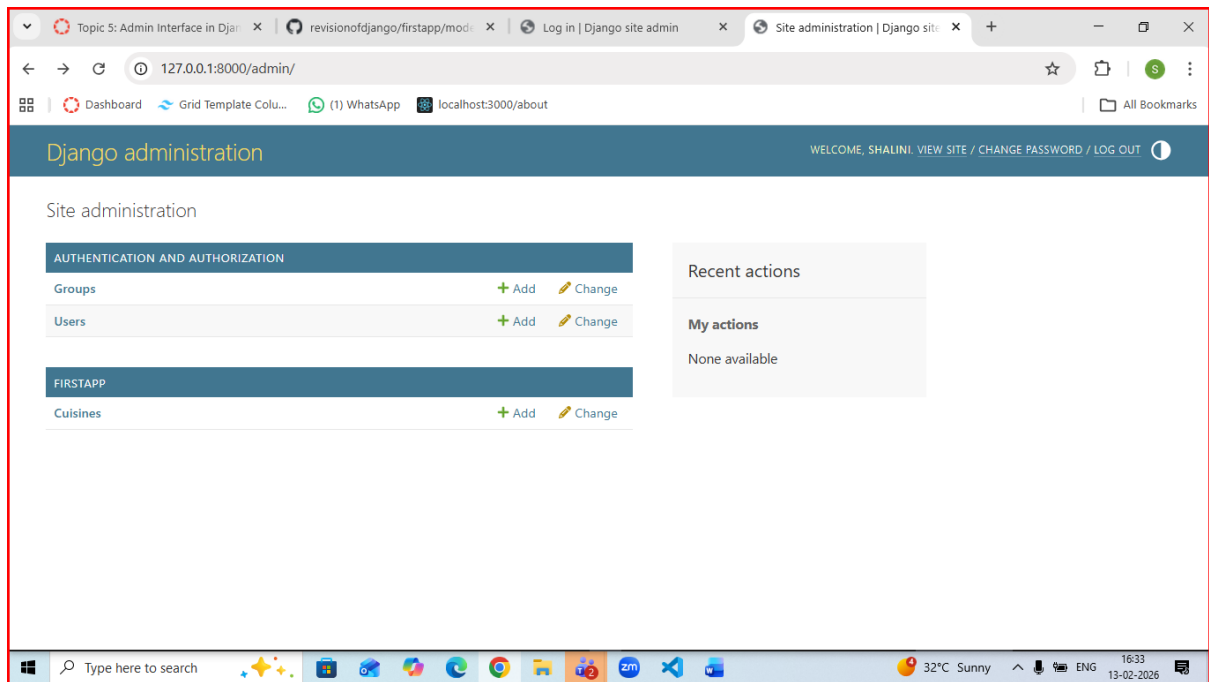 Topic 5: Admin Interface in Djan
revisionofdjango/firstapp/mode
Log in | Django site admin
Site administration | Django site
127.0.0.1:8000/admin/
S
Dashboard
Grid Template Colu...
(1) WhatsApp
localhost:3000/about
All Bookmarks
Django administration
WELCOME, SHALINI. VIEW SITE / CHANGE PASSWORD / LOG OUT
Site administration
AUTHENTICATION AND AUTHORIZATION
Groups + Add Change
Users + Add Change
FIRSTAPP
Cuisines + Add Change
Recent actions
My actions
None available
Type here to search
2
zm
32°C Sunny
ENG
16:33
13-02-2026